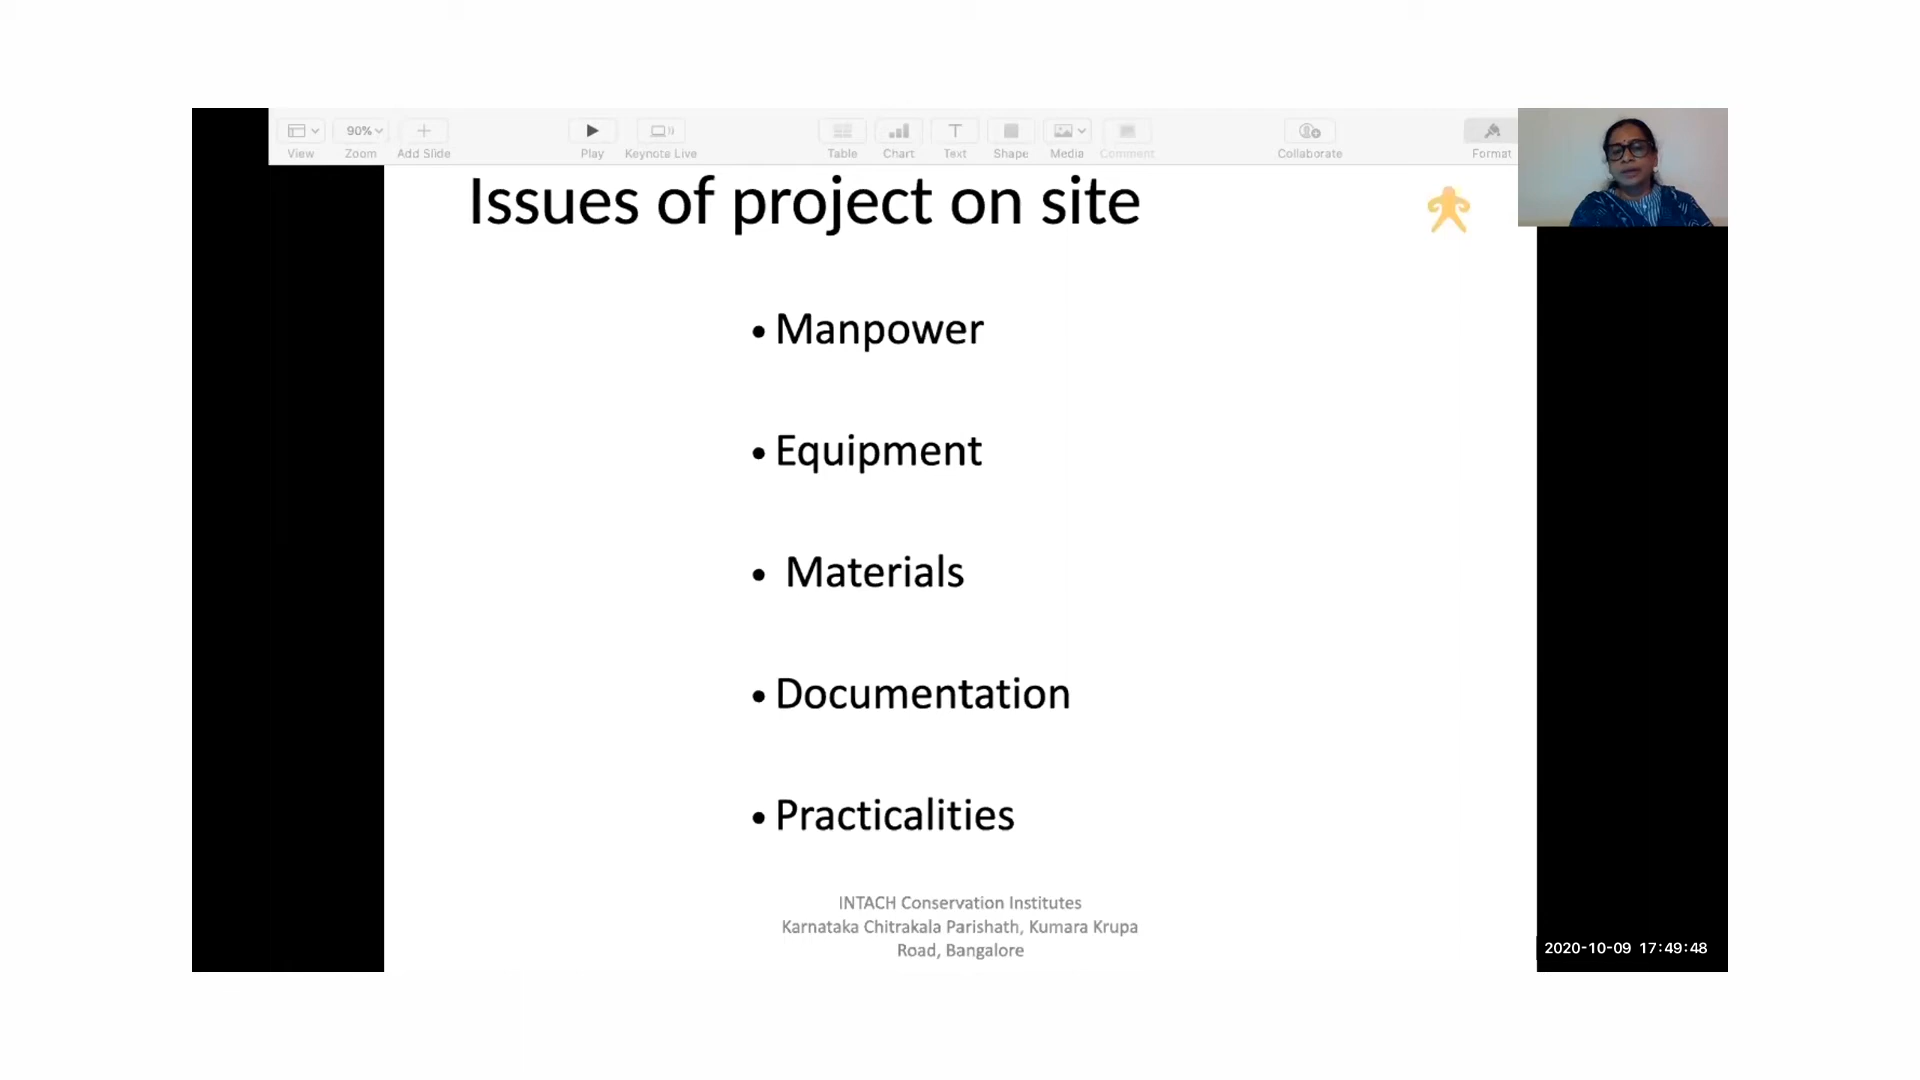 90%
View Zoom Add Slide Play Keynote Live Table Chart Text Shape Media Comment Collaborate Format
Issues of project on site
• Manpower
• Equipment
• Materials
• Documentation
• Practicalities
INTACH Conservation Institutes
Karnataka Chitrakala Parishath, Kumara Krupa
Road, Bangalore
2020-10-09 17:49:48